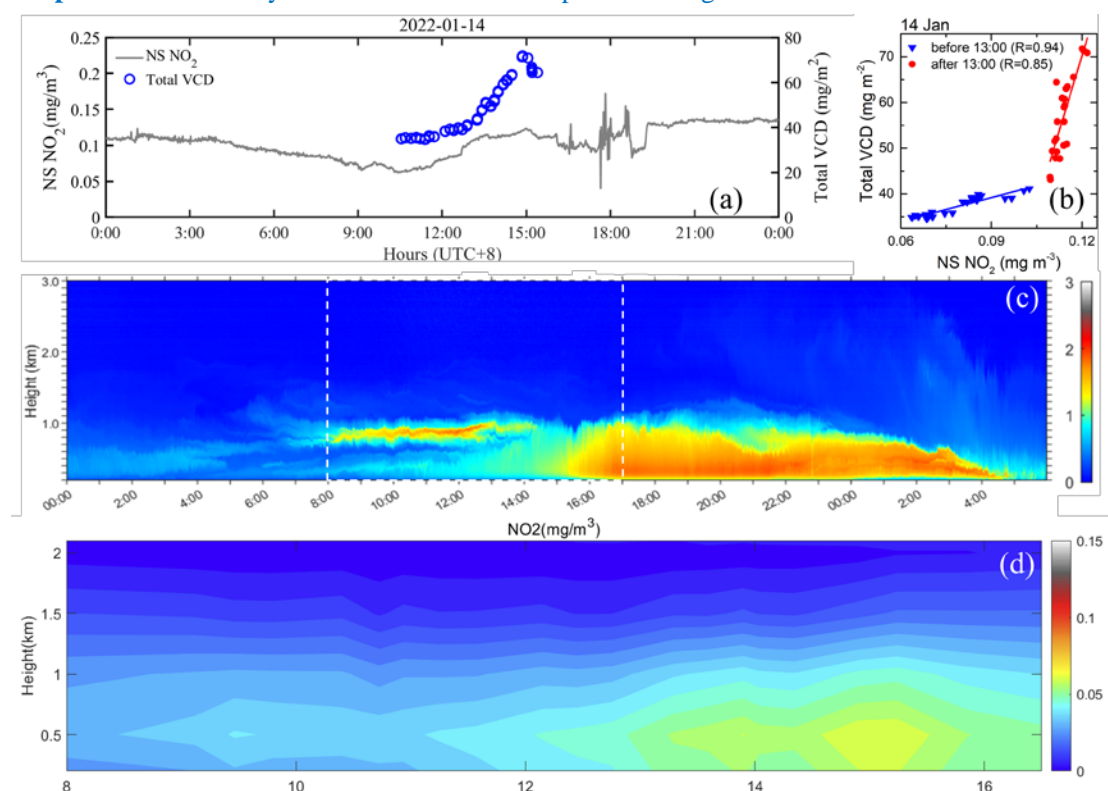 2022-01-14
NS NO2 (mg/m3)
0.25
0.2
0.15
0.1
0.05
0
NS NO2
Total VCD
80
60
40
20
0
Total VCD (mg/m2)
(a)
0:00 3:00 6:00 9:00 12:00 15:00 18:00 21:00 0:00
Hours (UTC+8)
14 Jan
before 13:00 (R=0.94)
after 13:00 (R=0.85)
Total VCD (mg m-2)
70
60
50
40
(b)
0.06 0.09 0.12
NS NO2 (mg m-3)
Height (km)
3.0
2.0
1.0
0
(c)
3
2
1
0
00:00 2:00 4:00 6:00 8:00 10:00 12:00 14:00 16:00 18:00 20:00 22:00 00:00 2:00 4:00
NO2(mg/m3)
Height(km)
2
1.5
1
0.5
(d)
0.15
0.1
0.05
0
8 10 12 14 16